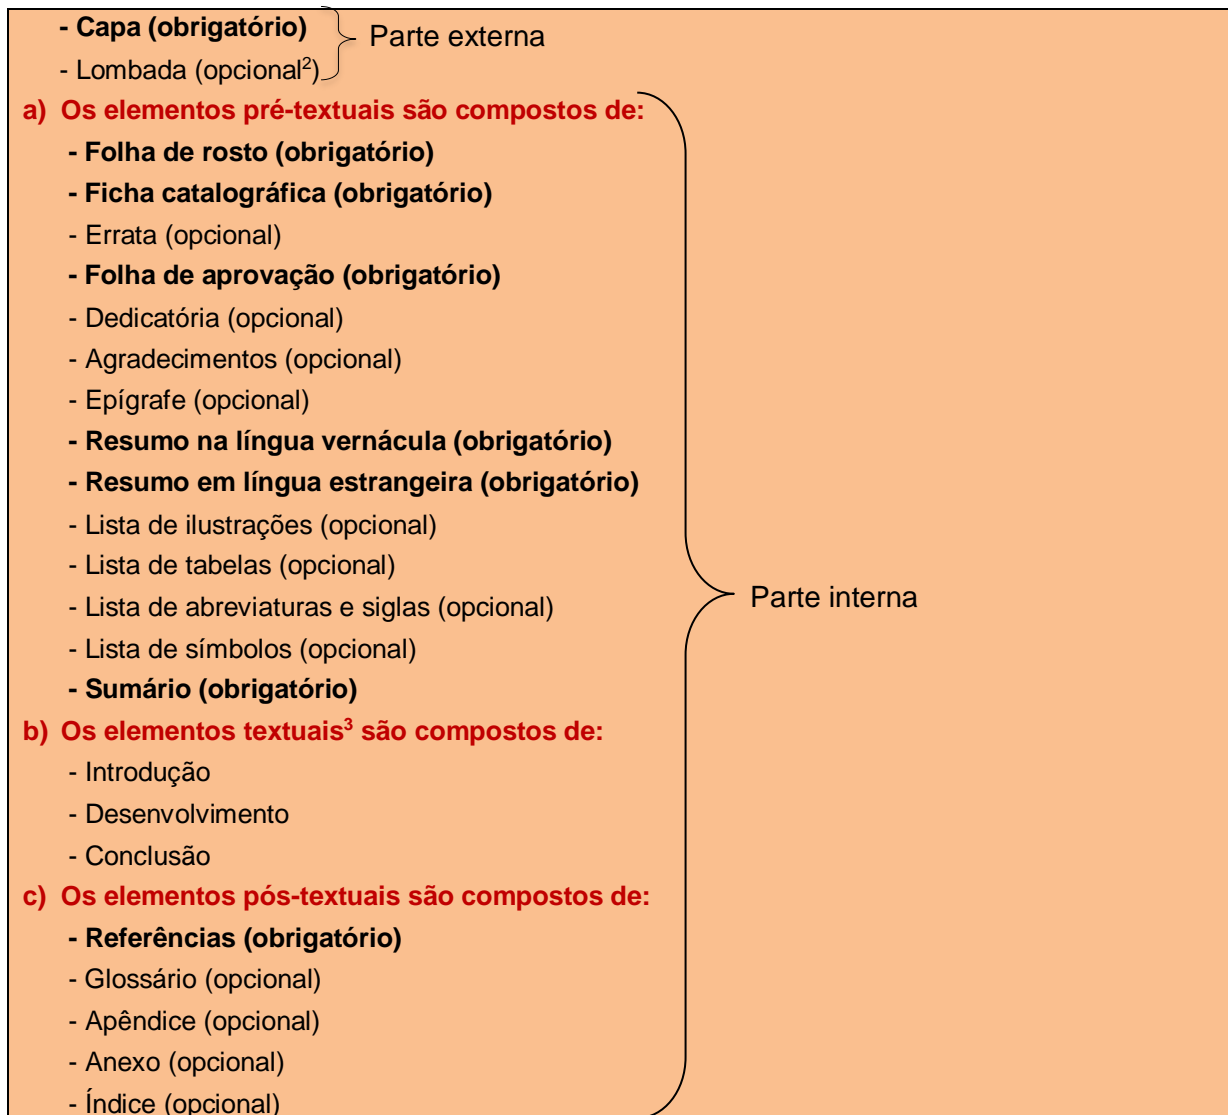 - Capa (obrigatório)
Parte externa
- Lombada (opcional²)
a) Os elementos pré-textuais são compostos de:
- Folha de rosto (obrigatório)
- Ficha catalográfica (obrigatório)
- Errata (opcional)
- Folha de aprovação (obrigatório)
- Dedicatória (opcional)
- Agradecimentos (opcional)
- Epígrafe (opcional)
- Resumo na língua vernácula (obrigatório)
- Resumo em língua estrangeira (obrigatório)
- Lista de ilustrações (opcional)
- Lista de tabelas (opcional)
- Lista de abreviaturas e siglas (opcional)
Parte interna
- Lista de símbolos (opcional)
- Sumário (obrigatório)
b) Os elementos textuais³ são compostos de:
- Introdução
- Desenvolvimento
- Conclusão
c) Os elementos pós-textuais são compostos de:
- Referências (obrigatório)
- Glossário (opcional)
- Apêndice (opcional)
- Anexo (opcional)
- Índice (opcional)